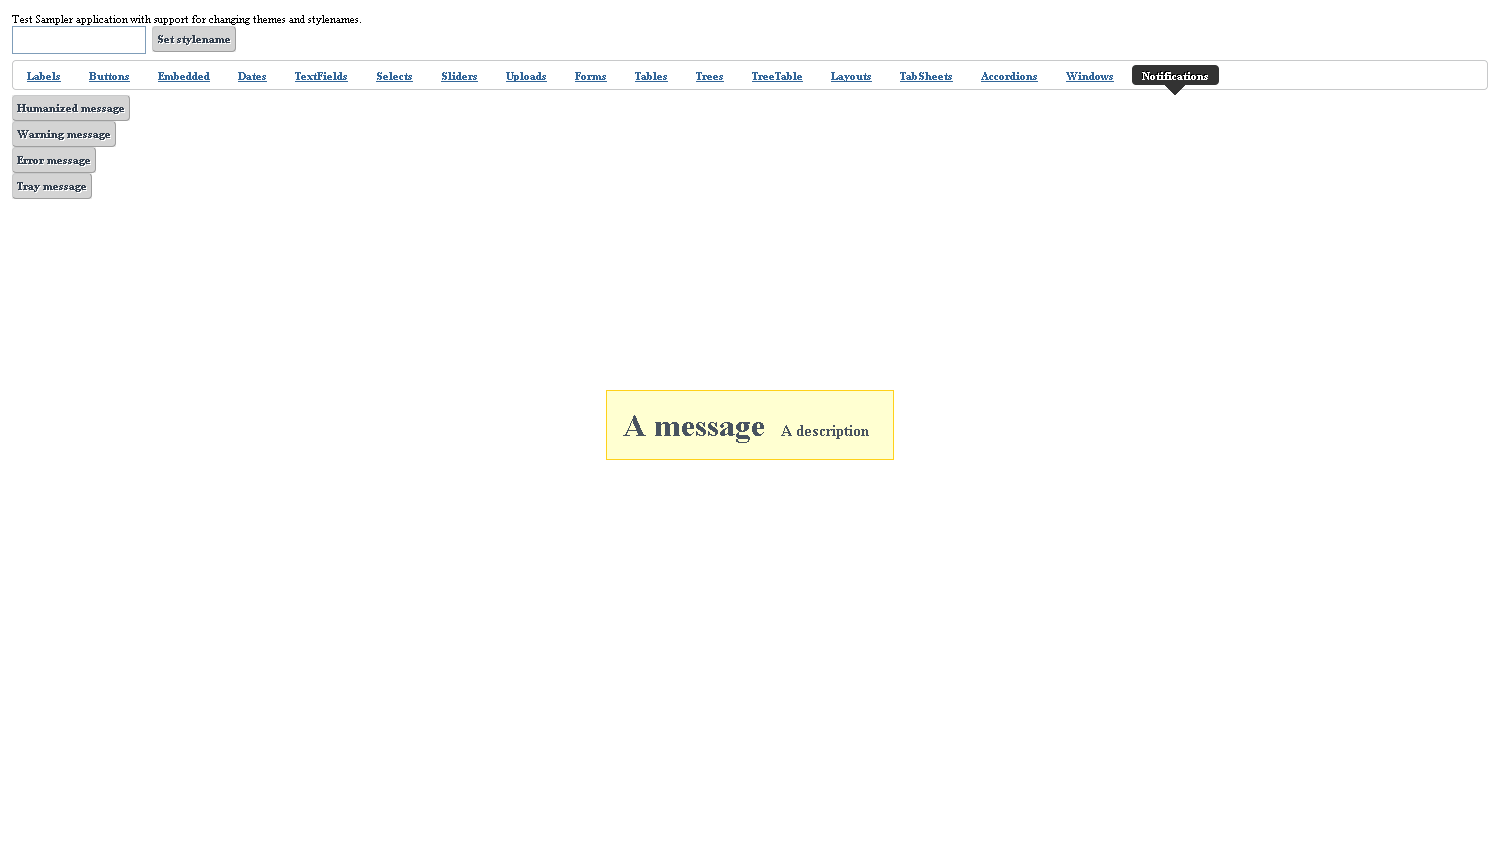 Test Sampler application with support for changing themes and stylenames.
Set stylename
Labels Buttons Embedded Dates TextFields Selects Sliders Uploads Forms Tables Trees TreeTable Layouts TabSheets Accordions Windows Notifications
Humanized message
Warning message
Error message
Tray message
A message A description